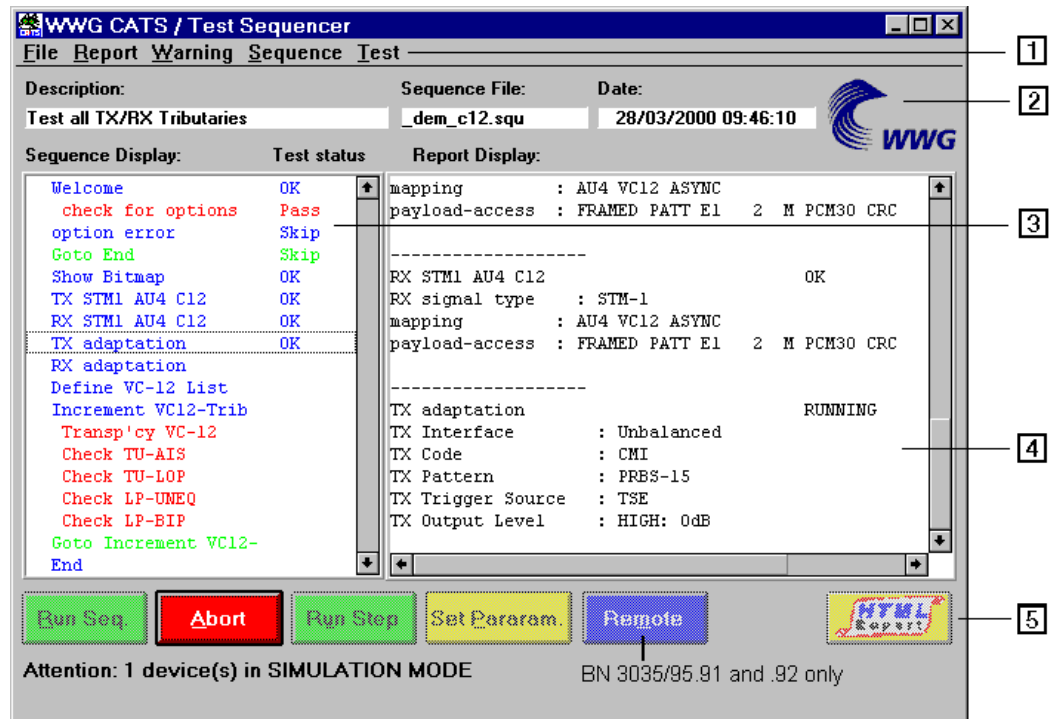 WWG CATS / Test Sequencer
File Report Warning Sequence Test
1
Description: Sequence File: Date:
2
Test all TX/RX Tributaries _dem_c12.squ 28/03/2000 09:46:10
WWG
Sequence Display: Test status Report Display:
Welcome OK
check for options Pass
option error Skip
Goto End Skip
Show Bitmap OK
TX STM1 AU4 C12 OK
RX STM1 AU4 C12 OK
TX adaptation OK
RX adaptation
Define VC-12 List
Increment VC12-Trib
Transp'cy VC-12
Check TU-AIS
Check TU-LOP
Check LP-UNEQ
Check LP-BIP
Goto Increment VC12-
End
mapping : AU4 VC12 ASYNC
payload-access : FRAMED PATT E1 2 M PCM30 CRC
------------------
RX STM1 AU4 C12 OK
RX signal type : STM-1
mapping : AU4 VC12 ASYNC
payload-access : FRAMED PATT E1 2 M PCM30 CRC
------------------
TX adaptation RUNNING
TX Interface : Unbalanced
TX Code : CMI
TX Pattern : PRBS-15
TX Trigger Source : TSE
TX Output Level : HIGH: 0dB
3
4
Run Seq. Abort Run Step Set Pararam. Remote HTML Report
5
Attention: 1 device(s) in SIMULATION MODE
BN 3035/95.91 and .92 only